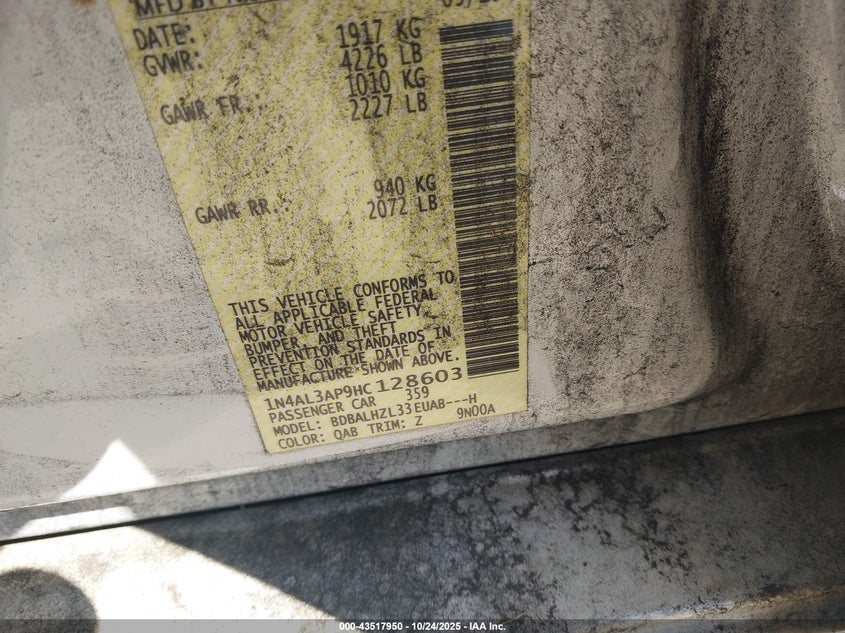 MFD BY
DATE:
GVWR: 1917 KG
4226 LB
GAWR FR.: 1010 KG
2227 LB
GAWR RR.: 940 KG
2072 LB
THIS VEHICLE CONFORMS TO
ALL APPLICABLE FEDERAL
MOTOR VEHICLE SAFETY,
BUMPER, AND THEFT
PREVENTION STANDARDS IN
EFFECT ON THE DATE OF
MANUFACTURE SHOWN ABOVE.
1N4AL3AP9HC128603
PASSENGER CAR 359
MODEL: BDBALHZL33EUAB---H
COLOR: QAB TRIM: Z 9N00A
000-43517950 - 10/24/2025 - IAA Inc.